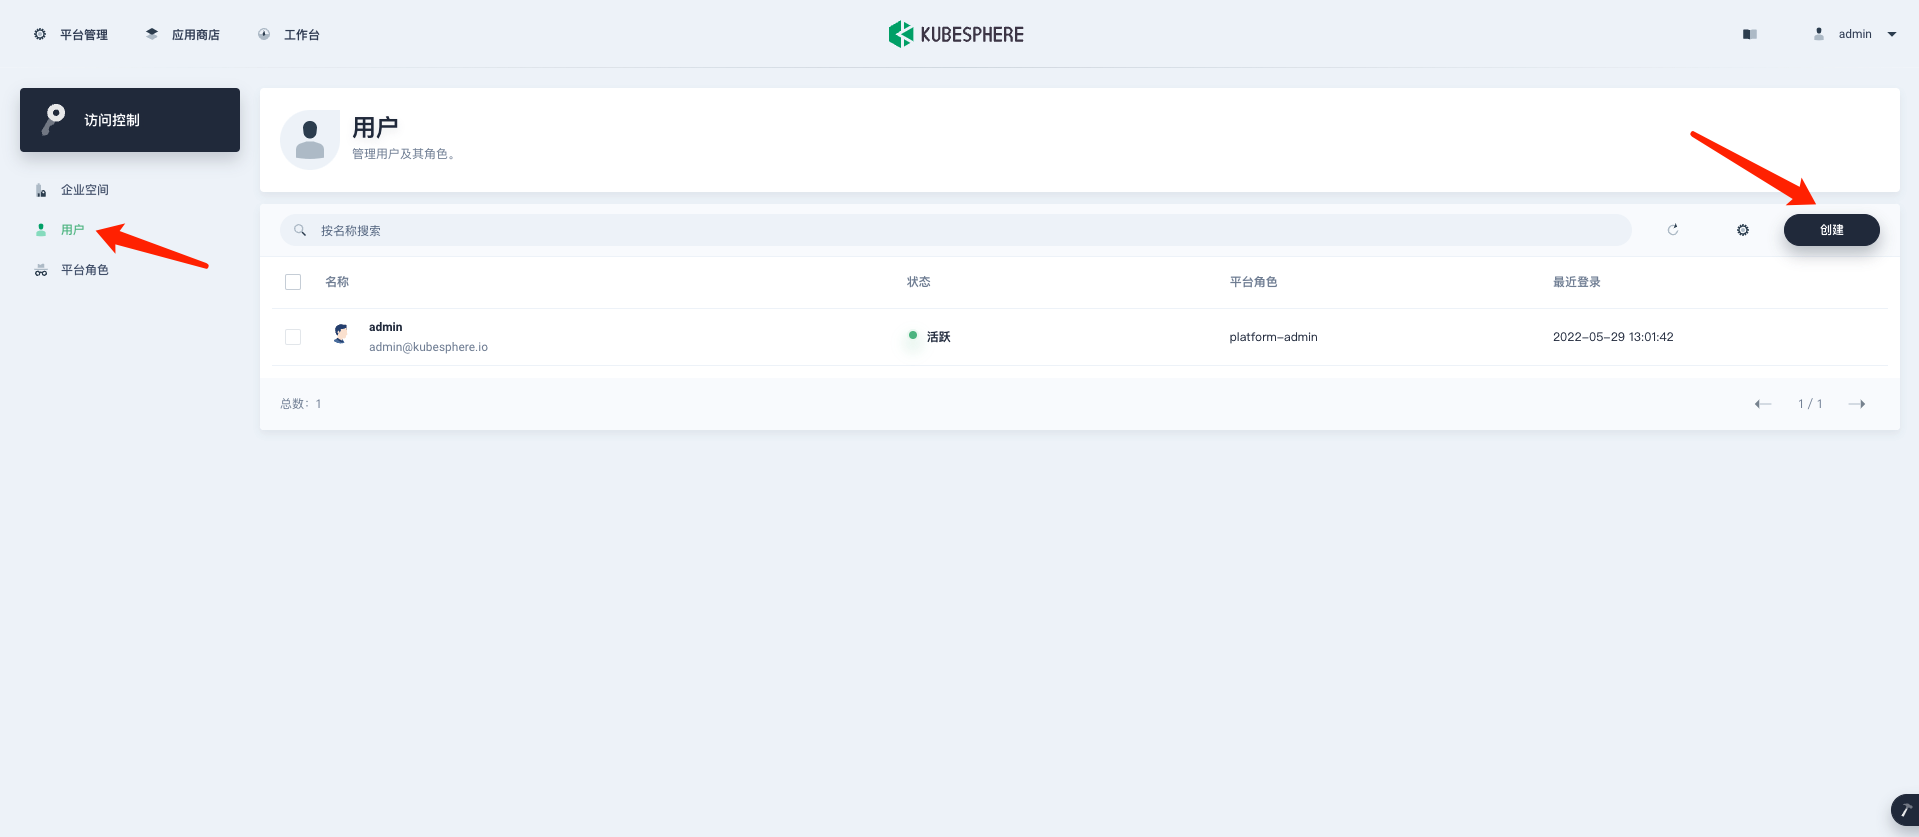 平台管理
应用商店
工作台
KUBESPHERE
admin
访问控制
企业空间
用户
平台角色
用户
管理用户及其角色。
按名称搜索
创建
名称
状态
平台角色
最近登录
admin
admin@kubesphere.io
活跃
platform-admin
2022-05-29 13:01:42
总数：1
1 / 1